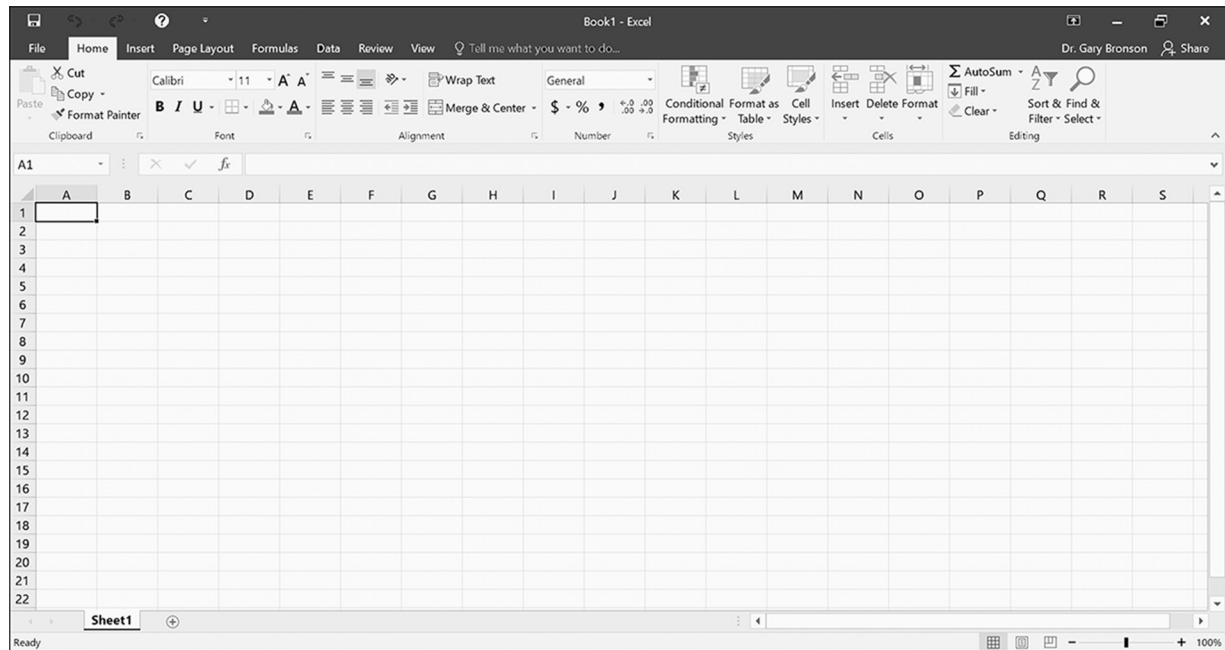 Book1 - Excel
File Home Insert Page Layout Formulas Data Review View Tell me what you want to do... Dr. Gary Bronson Share
Cut
Copy
Format Painter
Paste
Clipboard
Calibri 11 A A
B I U A
Font
Wrap Text
Merge & Center
Alignment
General
$ % , .0 .00 .00 .0
Number
Conditional Formatting
Format as Table
Cell Styles
Styles
Insert Delete Format
Cells
AutoSum
Fill
Clear
Sort & Filter
Find & Select
Editing
A1 fx
A B C D E F G H I J K L M N O P Q R S
1
2
3
4
5
6
7
8
9
10
11
12
13
14
15
16
17
18
19
20
21
22
Sheet1
Ready 100%